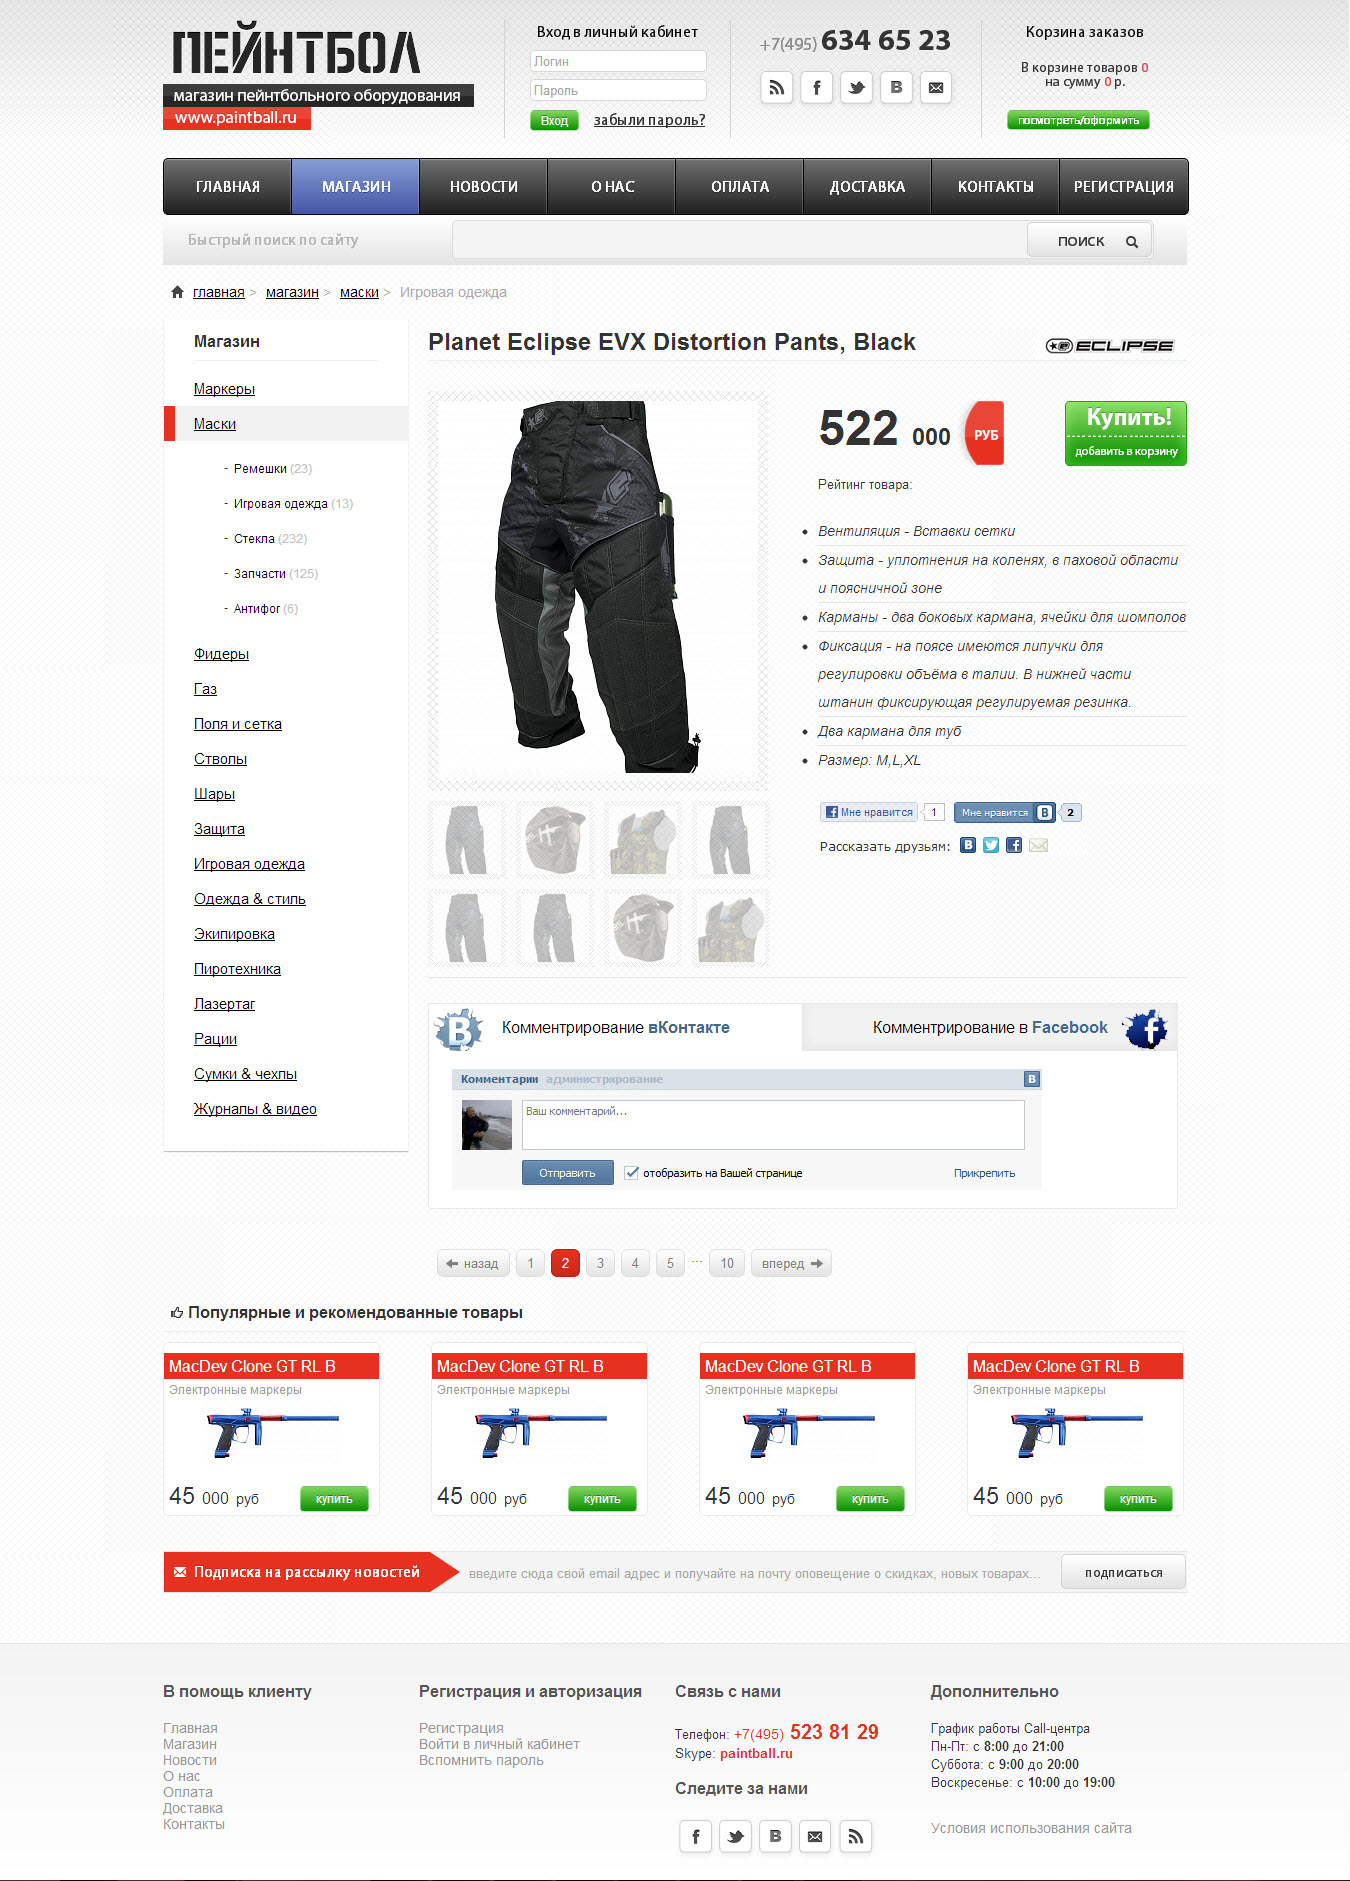 ПЕЙНТБОЛ
магазин пейнтбольного оборудования
www.paintball.ru
Вход в личный кабинет
Логин
Пароль
Вход забыли пароль?
+7(495) 634 65 23
Корзина заказов
В корзине товаров 0
на сумму 0 р.
посмотреть/оформить
ГЛАВНАЯ МАГАЗИН НОВОСТИ О НАС ОПЛАТА ДОСТАВКА КОНТАКТЫ РЕГИСТРАЦИЯ
Быстрый поиск по сайту ПОИСК
главная > магазин > маски > Игровая одежда
Магазин
Маркеры
Маски
- Ремешки (23)
- Игровая одежда (13)
- Стекла (232)
- Запчасти (125)
- Антифог (6)
Фидеры
Газ
Поля и сетка
Стволы
Шары
Защита
Игровая одежда
Одежда & стиль
Экипировка
Пиротехника
Лазертаг
Рации
Сумки & чехлы
Журналы & видео
Planet Eclipse EVX Distortion Pants, Black
ECLIPSE
522 000 РУБ
Купить!
добавить в корзину
Рейтинг товара:
Вентиляция - Вставки сетки
Защита - уплотнения на коленях, в паховой области
и поясничной зоне
Карманы - два боковых кармана, ячейки для шомполов
Фиксация - на поясе имеются липучки для
регулировки объёма в талии. В нижней части
штанин фиксирующая регулируемая резинка.
Два кармана для туб
Размер: M,L,XL
Мне нравится 1 Мне нравится B 2
Рассказать друзьям:
Комментрирование вКонтакте
Комментрирование в Facebook
Комментарии администрирование
Ваш комментарий...
Отправить отобразить на Вашей странице Прикрепить
назад 1 2 3 4 5 ... 10 вперед
Популярные и рекомендованные товары
MacDev Clone GT RL B
Электронные маркеры
45 000 руб купить
MacDev Clone GT RL B
Электронные маркеры
45 000 руб купить
MacDev Clone GT RL B
Электронные маркеры
45 000 руб купить
MacDev Clone GT RL B
Электронные маркеры
45 000 руб купить
Подписка на рассылку новостей введите сюда свой email адрес и получайте на почту оповещение о скидках, новых товарах... подписаться
В помощь клиенту
Главная
Магазин
Новости
О нас
Оплата
Доставка
Контакты
Регистрация и авторизация
Регистрация
Войти в личный кабинет
Вспомнить пароль
Связь с нами
Телефон: +7(495) 523 81 29
Skype: paintball.ru
Следите за нами
Дополнительно
График работы Call-центра
Пн-Пт: с 8:00 до 21:00
Суббота: с 9:00 до 20:00
Воскресенье: с 10:00 до 19:00
Условия использования сайта